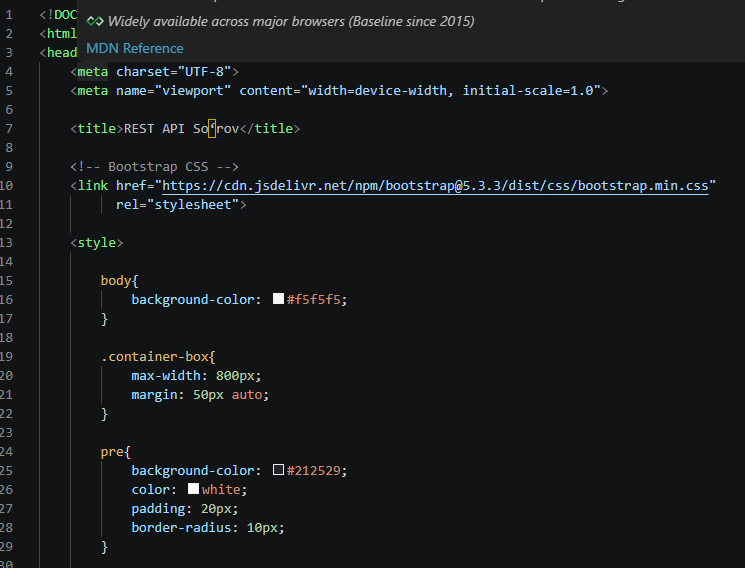 Widely available across major browsers (Baseline since 2015)
MDN Reference
1 <!DOC
2 <html
3 <head
4 <meta charset="UTF-8">
5 <meta name="viewport" content="width=device-width, initial-scale=1.0">
6
7 <title>REST API So‘rov</title>
8
9 <!-- Bootstrap CSS -->
10 <link href="https://cdn.jsdelivr.net/npm/bootstrap@5.3.3/dist/css/bootstrap.min.css"
11 rel="stylesheet">
12
13 <style>
14
15 body{
16 background-color: #f5f5f5;
17 }
18
19 .container-box{
20 max-width: 800px;
21 margin: 50px auto;
22 }
23
24 pre{
25 background-color: #212529;
26 color: white;
27 padding: 20px;
28 border-radius: 10px;
29 }
30